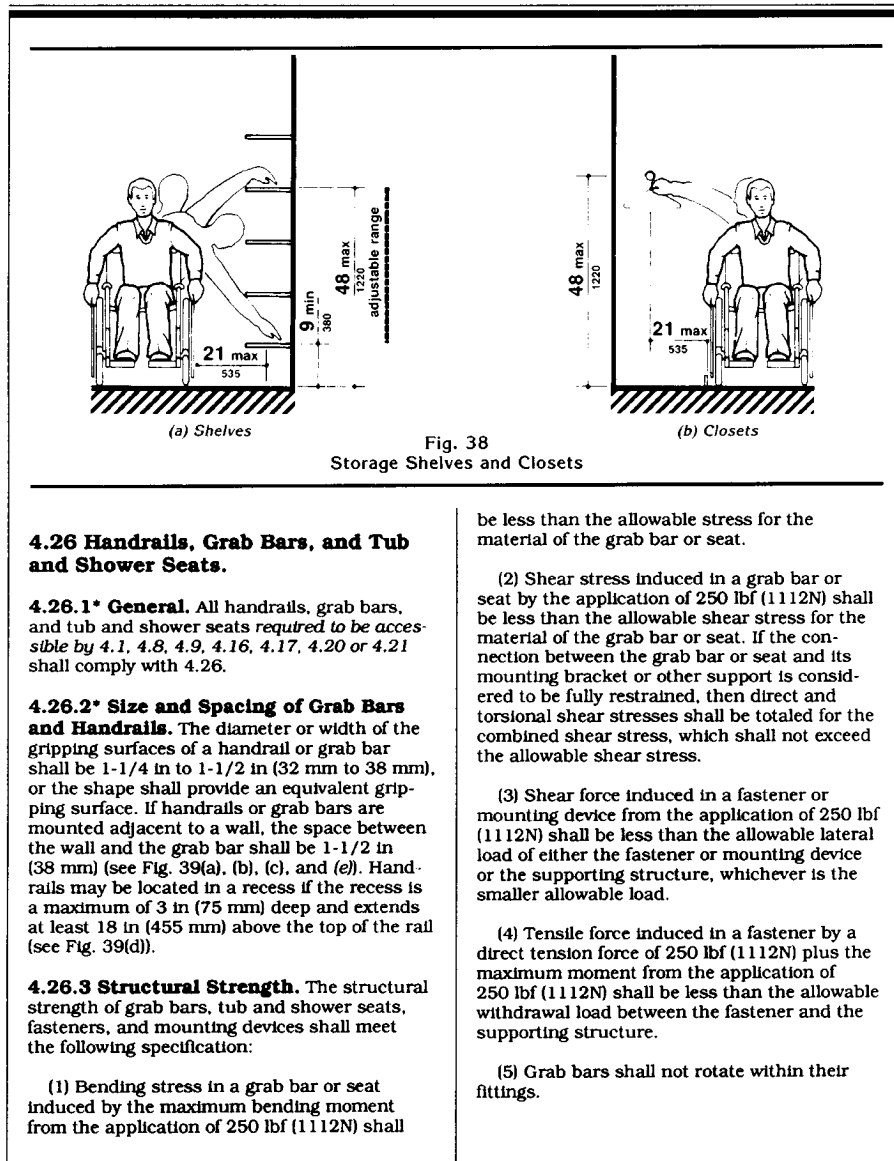 48 max
1220
adjustable range
9 min
380
21 max
535
(a) Shelves
48 max
1220
21 max
535
(b) Closets
Fig. 38
Storage Shelves and Closets
4.26 Handrails, Grab Bars, and Tub
and Shower Seats.
4.26.1* General. All handrails, grab bars,
and tub and shower seats required to be acces-
sible by 4.1, 4.8, 4.9, 4.16, 4.17, 4.20 or 4.21
shall comply with 4.26.
4.26.2* Size and Spacing of Grab Bars
and Handrails. The diameter or width of the
gripping surfaces of a handrail or grab bar
shall be 1-1/4 in to 1-1/2 in (32 mm to 38 mm),
or the shape shall provide an equivalent grip-
ping surface. If handrails or grab bars are
mounted adjacent to a wall, the space between
the wall and the grab bar shall be 1-1/2 in
(38 mm) (see Fig. 39(a), (b), (c), and (e)). Hand-
rails may be located in a recess if the recess is
a maximum of 3 in (75 mm) deep and extends
at least 18 in (455 mm) above the top of the rail
(see Fig. 39(d)).
4.26.3 Structural Strength. The structural
strength of grab bars, tub and shower seats,
fasteners, and mounting devices shall meet
the following specification:
(1) Bending stress in a grab bar or seat
induced by the maximum bending moment
from the application of 250 lbf (1112N) shall
be less than the allowable stress for the
material of the grab bar or seat.
(2) Shear stress induced in a grab bar or
seat by the application of 250 lbf (1112N) shall
be less than the allowable shear stress for the
material of the grab bar or seat. If the con-
nection between the grab bar or seat and its
mounting bracket or other support is consid-
ered to be fully restrained, then direct and
torsional shear stresses shall be totaled for the
combined shear stress, which shall not exceed
the allowable shear stress.
(3) Shear force induced in a fastener or
mounting device from the application of 250 lbf
(1112N) shall be less than the allowable lateral
load of either the fastener or mounting device
or the supporting structure, whichever is the
smaller allowable load.
(4) Tensile force induced in a fastener by a
direct tension force of 250 lbf (1112N) plus the
maximum moment from the application of
250 lbf (1112N) shall be less than the allowable
withdrawal load between the fastener and the
supporting structure.
(5) Grab bars shall not rotate within their
fittings.